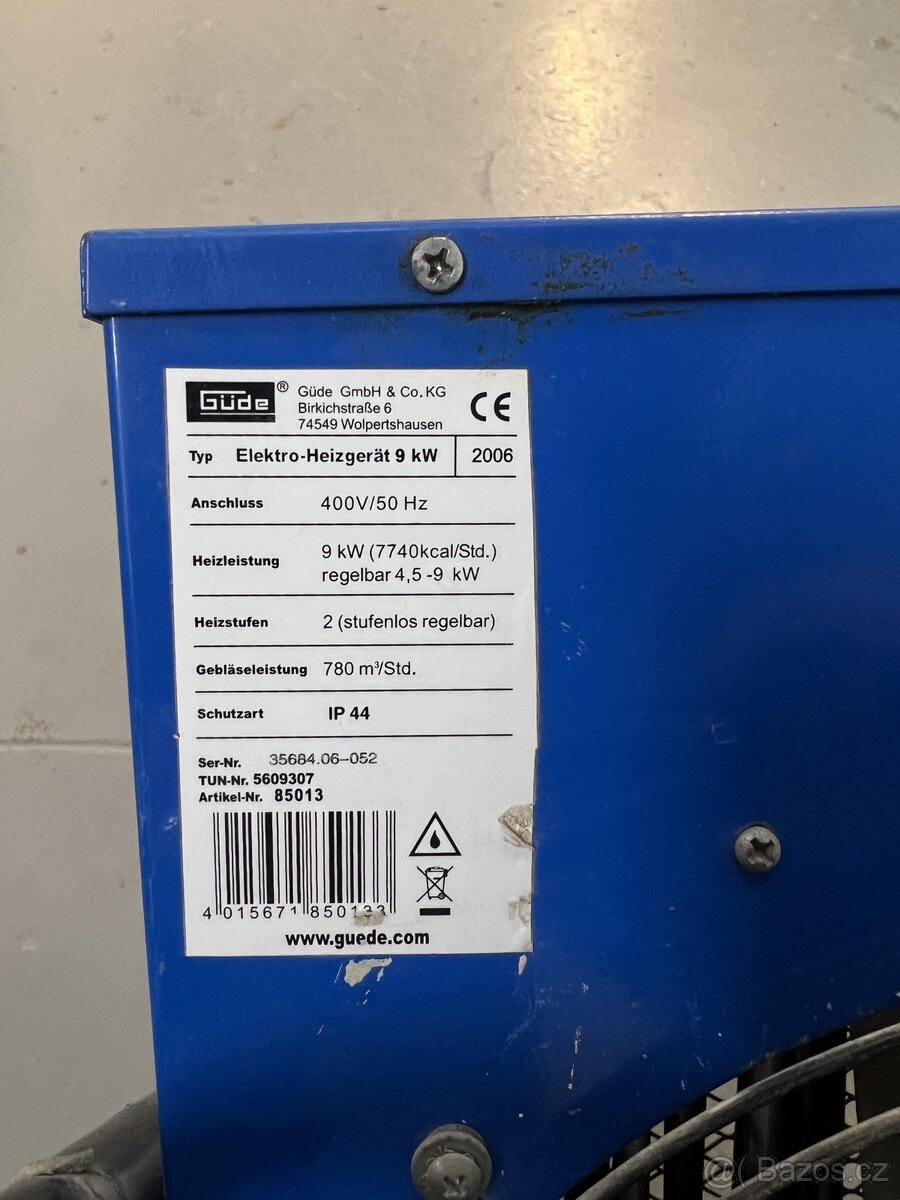 Güde ®
Güde GmbH & Co. KG
Birkichstraße 6
74549 Wolpertshausen
CE
Typ Elektro-Heizgerät 9 kW 2006
Anschluss 400V/50 Hz
Heizleistung 9 kW (7740kcal/Std.)
regelbar 4,5 -9 kW
Heizstufen 2 (stufenlos regelbar)
Gebläseleistung 780 m³/Std.
Schutzart IP 44
Ser-Nr. 35684.06-052
TUN-Nr. 5609307
Artikel-Nr. 85013
4 015671 850133
www.guede.com
Bazos.cz